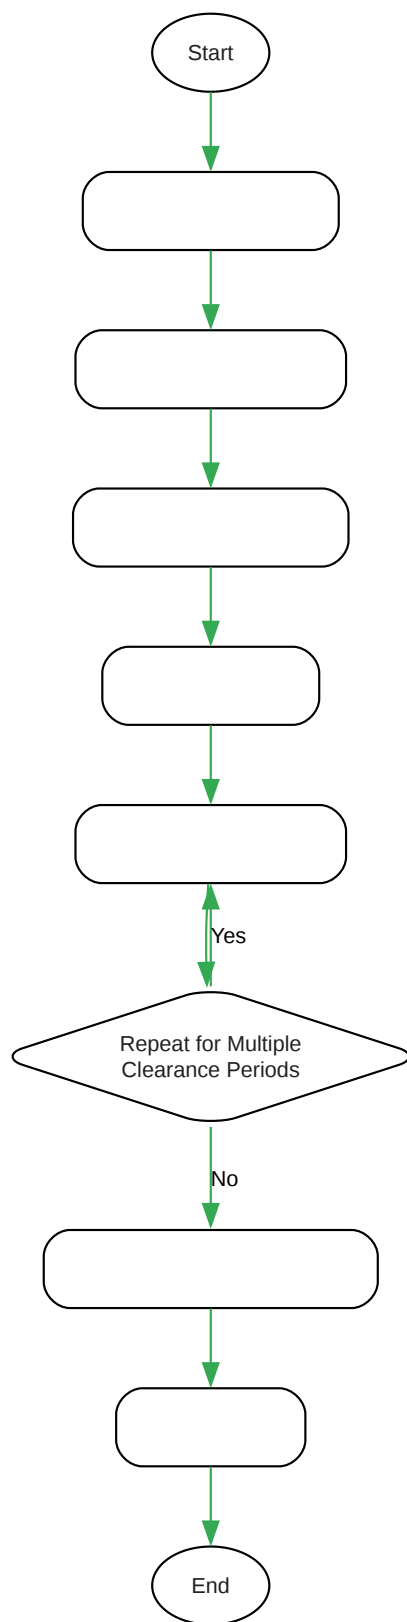 Start
Yes
Repeat for Multiple
Clearance Periods
No
End